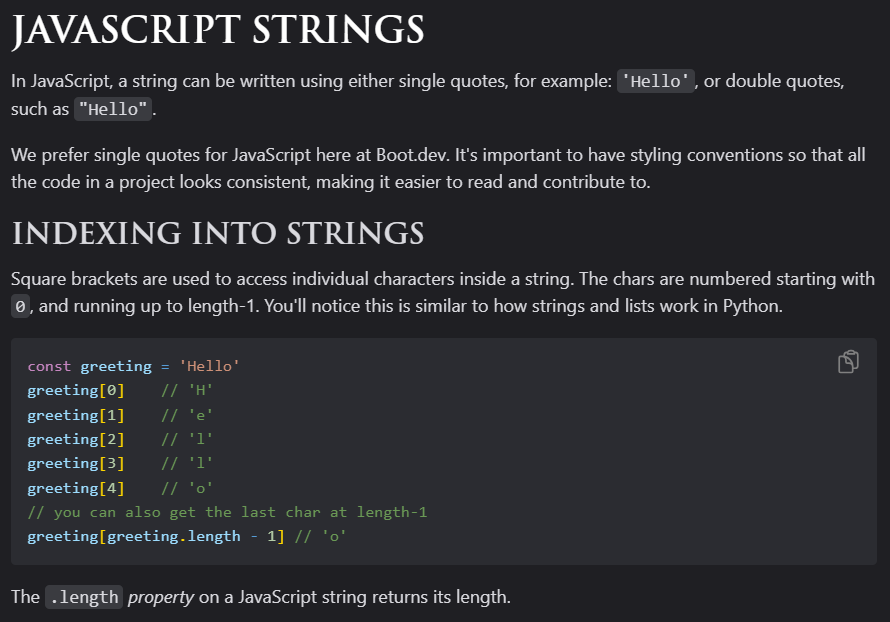 JAVASCRIPT STRINGS
In JavaScript, a string can be written using either single quotes, for example: 'Hello', or double quotes,
such as "Hello".
We prefer single quotes for JavaScript here at Boot.dev. It's important to have styling conventions so that all
the code in a project looks consistent, making it easier to read and contribute to.
INDEXING INTO STRINGS
Square brackets are used to access individual characters inside a string. The chars are numbered starting with
0, and running up to length-1. You'll notice this is similar to how strings and lists work in Python.
const greeting = 'Hello'
greeting[0]    // 'H'
greeting[1]    // 'e'
greeting[2]    // 'l'
greeting[3]    // 'l'
greeting[4]    // 'o'
// you can also get the last char at length-1
greeting[greeting.length - 1] // 'o'
The .length property on a JavaScript string returns its length.